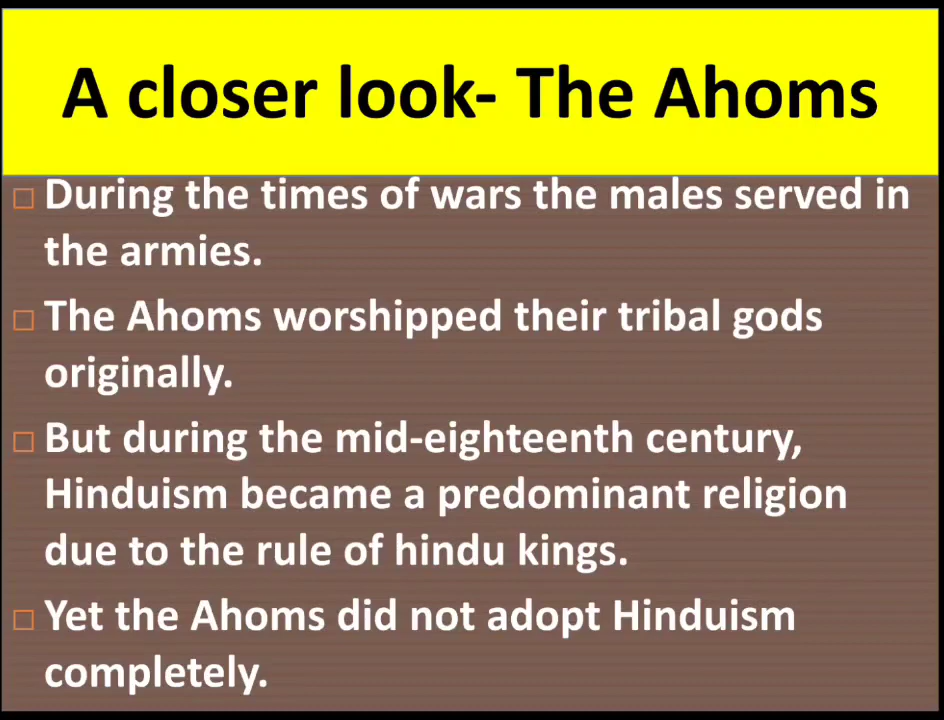 A closer look- The Ahoms
During the times of wars the males served in
the armies.
The Ahoms worshipped their tribal gods
originally.
But during the mid-eighteenth century,
Hinduism became a predominant religion
due to the rule of hindu kings.
Yet the Ahoms did not adopt Hinduism
completely.